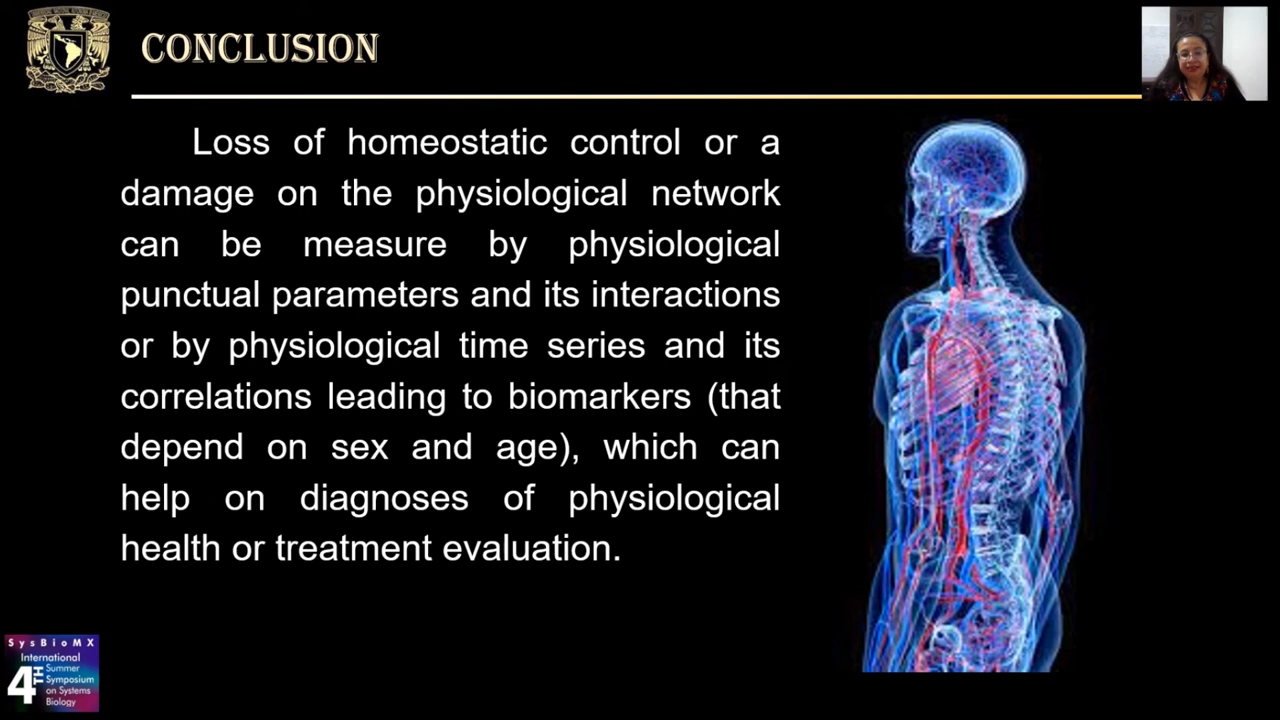 CONCLUSION
Loss of homeostatic control or a
damage on the physiological network
can be measure by physiological
punctual parameters and its interactions
or by physiological time series and its
correlations leading to biomarkers (that
depend on sex and age), which can
help on diagnoses of physiological
health or treatment evaluation.
SysBioMX
International
4TH Summer
Symposium
on Systems
Biology